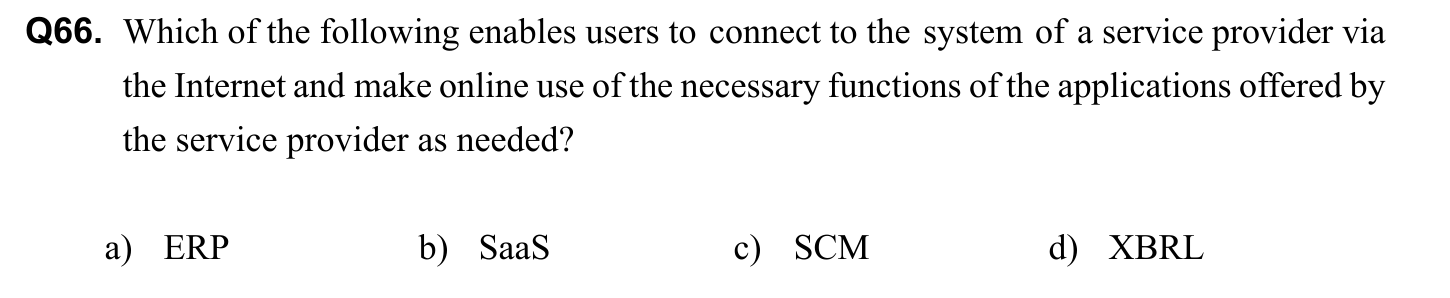 Q66. Which of the following enables users to connect to the system of a service provider via
the Internet and make online use of the necessary functions of the applications offered by
the service provider as needed?
a) ERP b) SaaS c) SCM d) XBRL